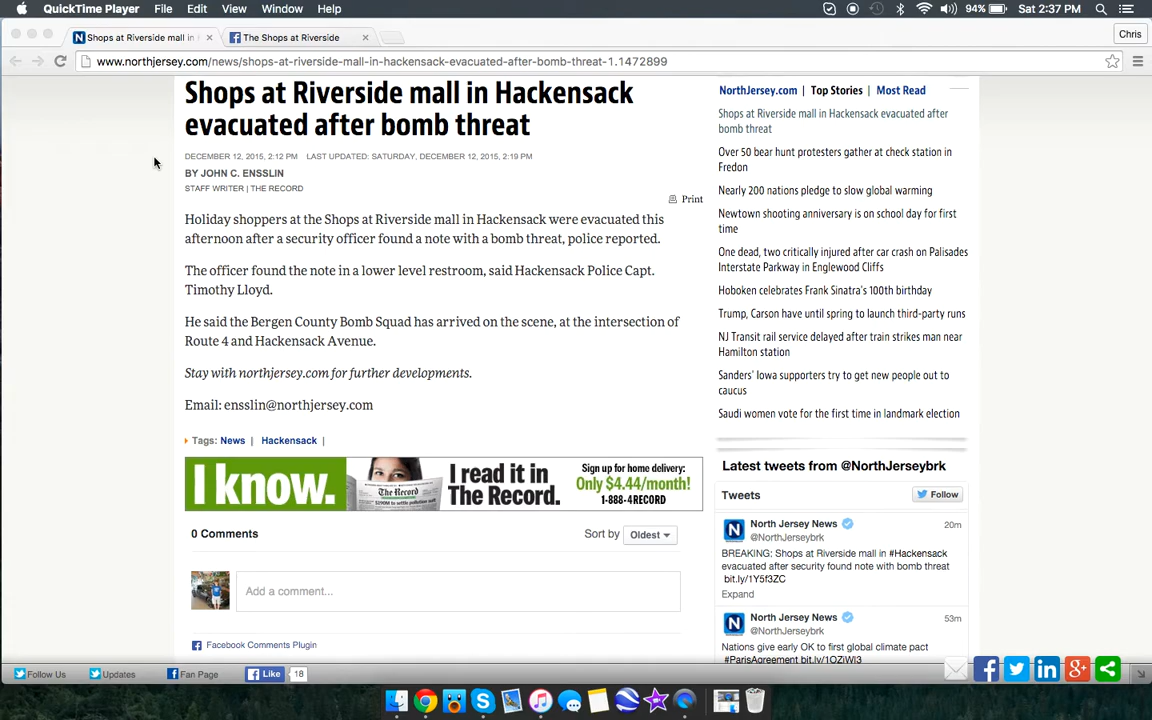 QuickTime Player File Edit View Window Help 94% Sat 2:37 PM
Shops at Riverside mall in The Shops at Riverside Chris
www.northjersey.com/news/shops-at-riverside-mall-in-hackensack-evacuated-after-bomb-threat-1.1472899
Shops at Riverside mall in Hackensack
evacuated after bomb threat
DECEMBER 12, 2015, 2:12 PM LAST UPDATED: SATURDAY, DECEMBER 12, 2015, 2:19 PM
BY JOHN C. ENSSLIN
STAFF WRITER | THE RECORD
Print
Holiday shoppers at the Shops at Riverside mall in Hackensack were evacuated this
afternoon after a security officer found a note with a bomb threat, police reported.
The officer found the note in a lower level restroom, said Hackensack Police Capt.
Timothy Lloyd.
He said the Bergen County Bomb Squad has arrived on the scene, at the intersection of
Route 4 and Hackensack Avenue.
Stay with northjersey.com for further developments.
Email: ensslin@northjersey.com
Tags: News | Hackensack |
I know.
The Record
I read it in
The Record.
Sign up for home delivery:
Only $4.44/month!
1-888-4RECORD
0 Comments
Sort by Oldest
Add a comment...
Facebook Comments Plugin
NorthJersey.com | Top Stories | Most Read
Shops at Riverside mall in Hackensack evacuated after
bomb threat
Over 50 bear hunt protesters gather at check station in
Fredon
Nearly 200 nations pledge to slow global warming
Newtown shooting anniversary is on school day for first
time
One dead, two critically injured after car crash on Palisades
Interstate Parkway in Englewood Cliffs
Hoboken celebrates Frank Sinatra's 100th birthday
Trump, Carson have until spring to launch third-party runs
NJ Transit rail service delayed after train strikes man near
Hamilton station
Sanders' Iowa supporters try to get new people out to
caucus
Saudi women vote for the first time in landmark election
Latest tweets from @NorthJerseybrk
Tweets Follow
North Jersey News 20m
@NorthJerseybrk
BREAKING: Shops at Riverside mall in #Hackensack
evacuated after security found note with bomb threat
bit.ly/1Y5f3ZC
Expand
North Jersey News 53m
@NorthJerseybrk
Nations give early OK to first global climate pact
#ParisAgreement bit.ly/1OZiWl3
Follow Us Updates Fan Page Like 18